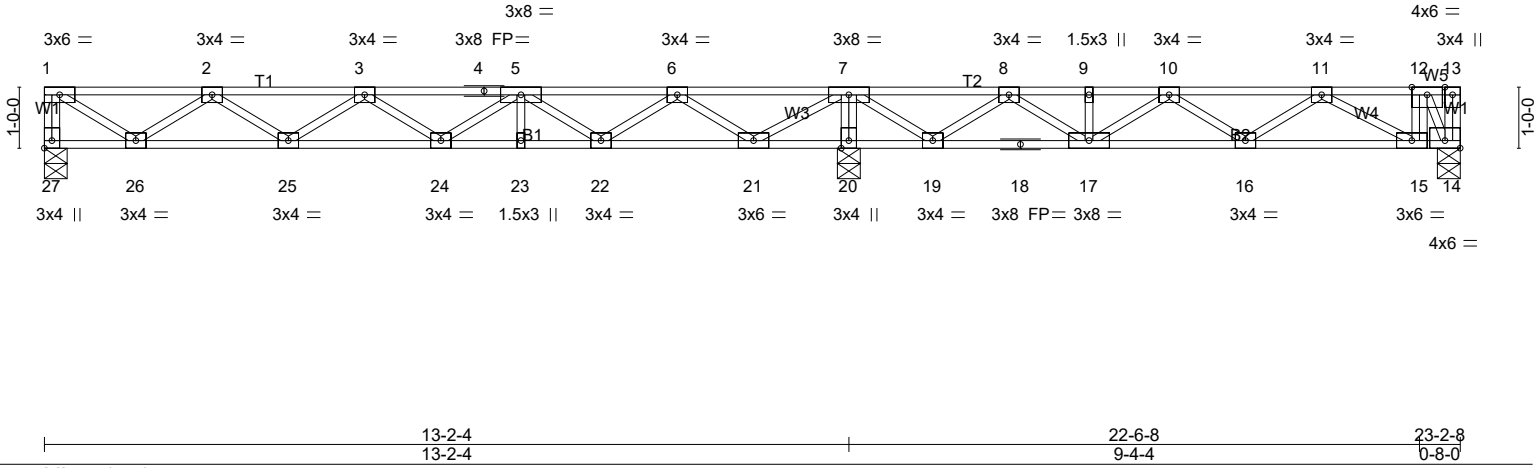 3x8 = 4x6 =
3x6 = 3x4 = 3x4 = 3x8 FP= 3x4 = 3x8 = 3x4 = 1.5x3 || 3x4 = 3x4 = 3x4 ||
1 2 3 4 5 6 7 8 9 10 11 12 13
T1 T2 W5
1-0-0 W1 W3 W4 W1 1-0-0
B1 B2
27 26 25 24 23 22 21 20 19 18 17 16 15 14
3x4 || 3x4 = 3x4 = 3x4 = 1.5x3 || 3x4 = 3x6 = 3x4 || 3x4 = 3x8 FP= 3x8 = 3x4 = 3x6 =
4x6 =
13-2-4 22-6-8 23-2-8
13-2-4 9-4-4 0-8-0